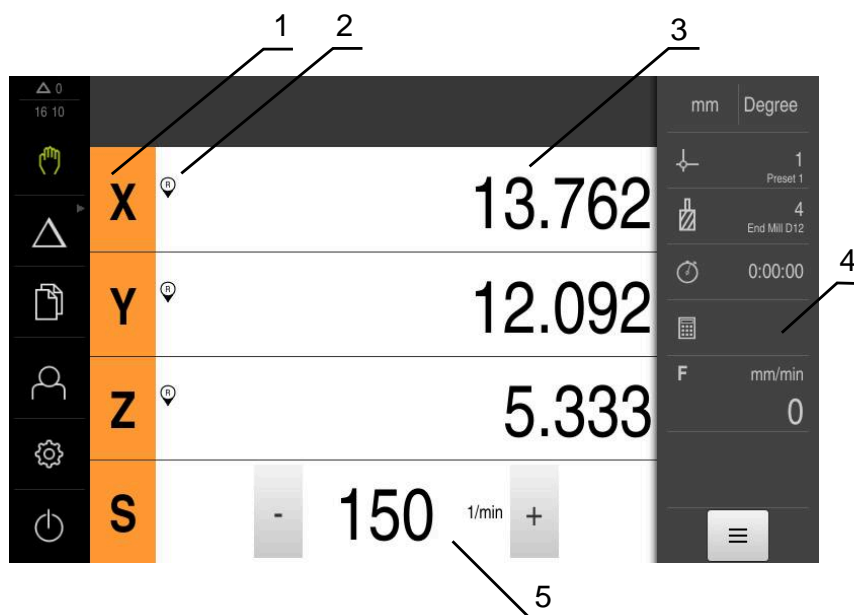 1 2 3
△ 0
16 10
mm Degree
1
Preset 1
X R 13.762
4
End Mill D12
4
0:00:00
Y R 12.092
F mm/min
0
Z R 5.333
S - 150 1/min +
5